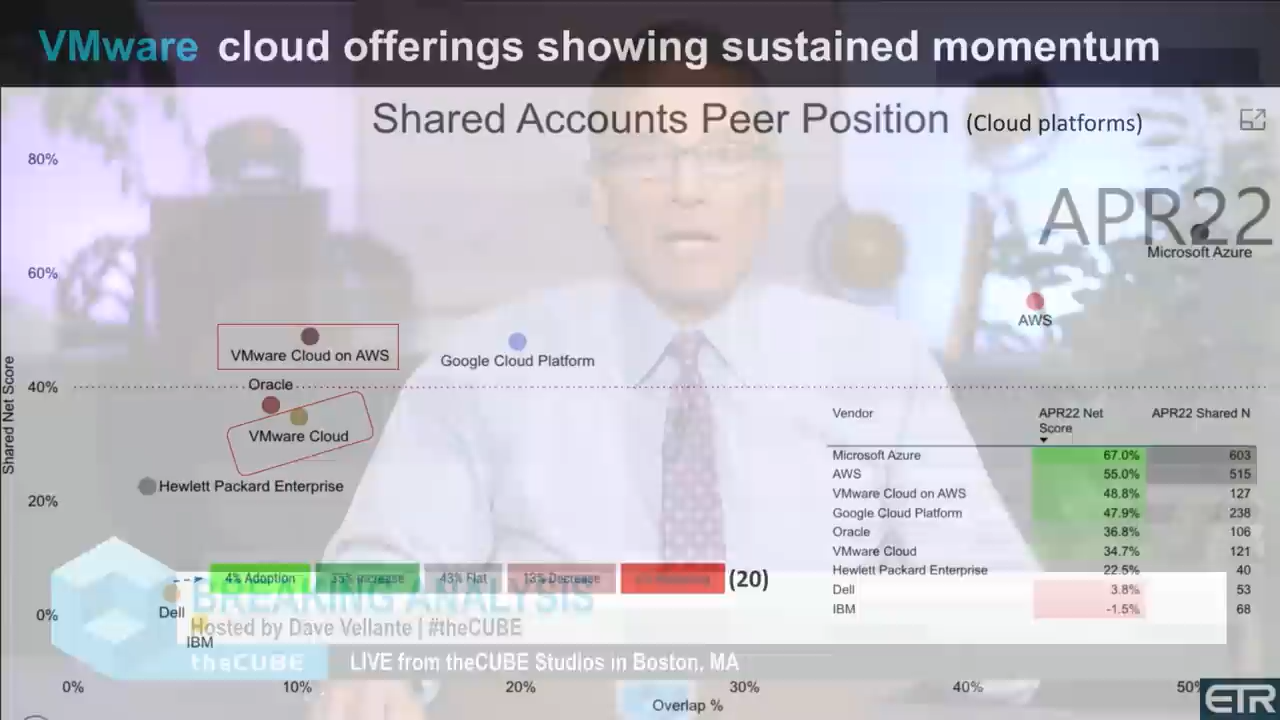 VMware cloud offerings showing sustained momentum
Shared Accounts Peer Position (Cloud platforms)
APR22
80%
60%
40%
20%
0%
Shared Net Score
Microsoft Azure
AWS
VMware Cloud on AWS
Google Cloud Platform
Oracle
VMware Cloud
Hewlett Packard Enterprise
Dell
IBM
Vendor APR22 Net Score APR22 Shared N
Microsoft Azure 67.0% 603
AWS 55.0% 515
VMware Cloud on AWS 48.8% 127
Google Cloud Platform 47.9% 238
Oracle 36.8% 106
VMware Cloud 34.7% 121
Hewlett Packard Enterprise 22.5% 40
Dell 3.8% 53
IBM -1.5% 68
4% Adoption 35% Increase 43% Flat 13% Decrease (20)
BREAKING ANALYSIS
Hosted by Dave Vellante | #theCUBE
theCUBE LIVE from theCUBE Studios in Boston, MA
0% 10% 20% 30% 40% 50%
Overlap %
ETR